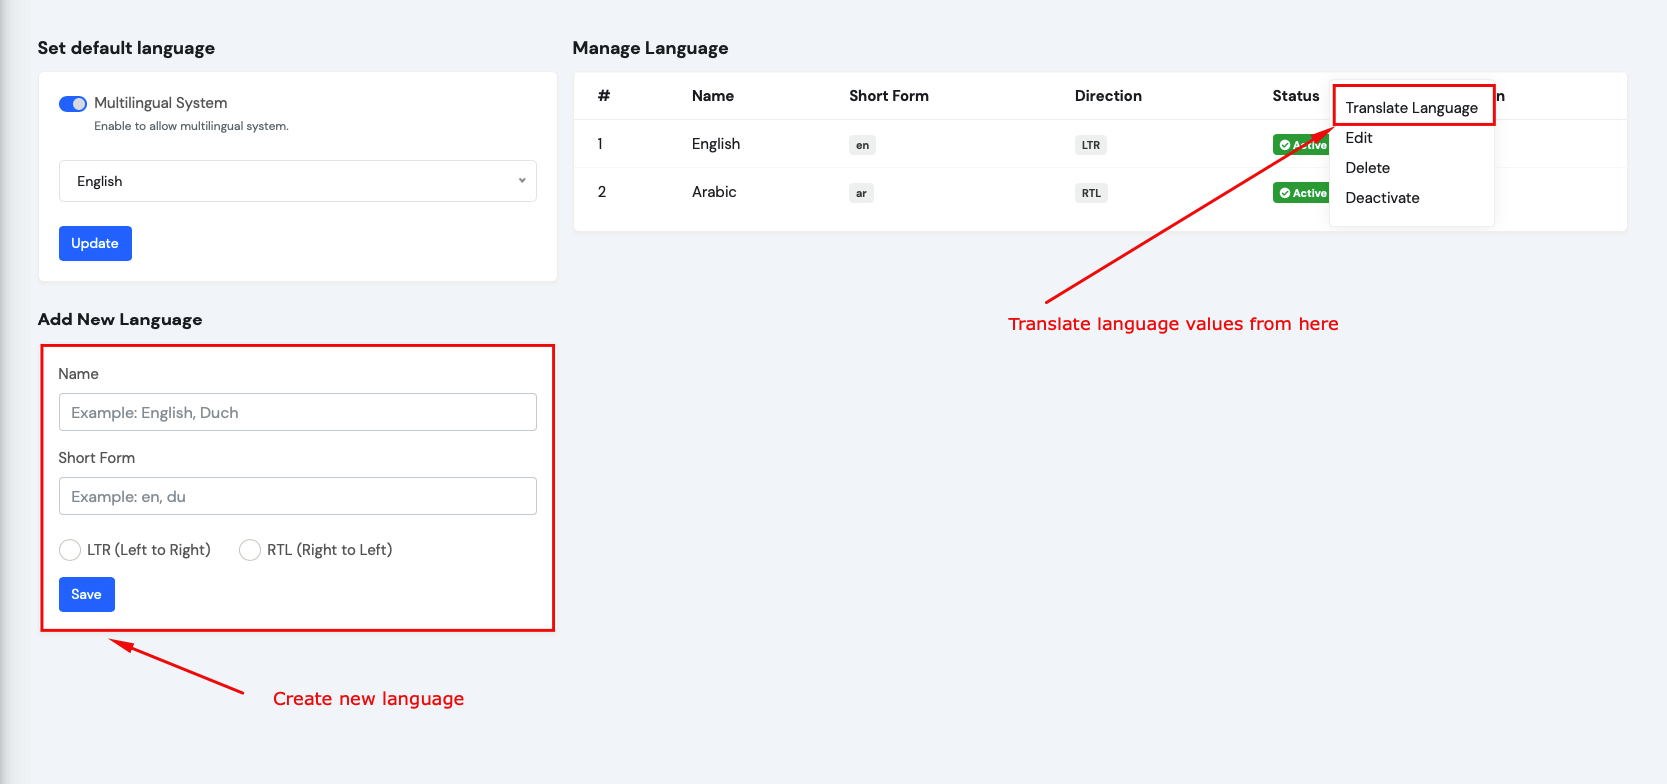 Set default language
Multilingual System
Enable to allow multilingual system.
English
Update
Add New Language
Name
Example: English, Duch
Short Form
Example: en, du
LTR (Left to Right) RTL (Right to Left)
Save
Create new language
Manage Language
# Name Short Form Direction Status
1 English en LTR Active
2 Arabic ar RTL Active
Translate Language
Edit
Delete
Deactivate
Translate language values from here